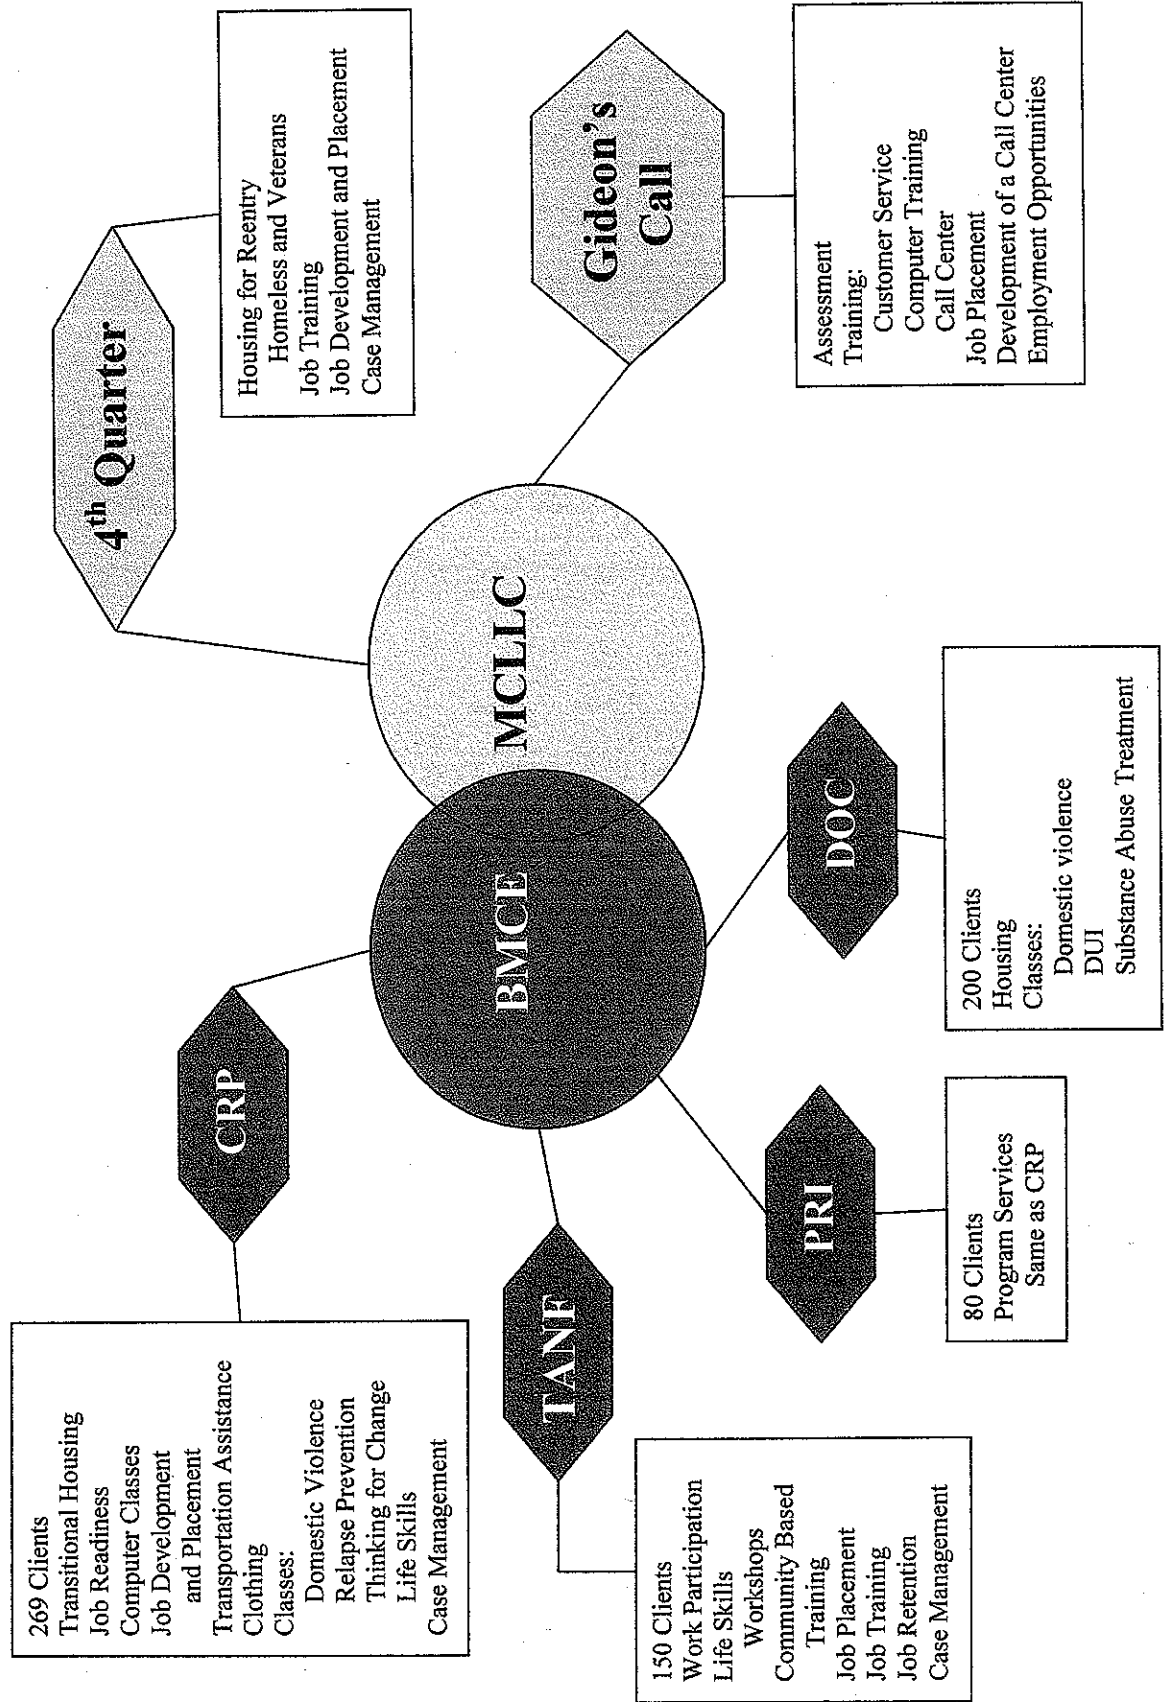 4th Quarter
Housing for Reentry
Homeless and Veterans
Job Training
Job Development and Placement
Case Management
Gideon's
Call
Assessment
Training:
Customer Service
Computer Training
Call Center
Job Placement
Development of a Call Center
Employment Opportunities
MCLLC
BMCE
CRP
269 Clients
Transitional Housing
Job Readiness
Computer Classes
Job Development
and Placement
Transportation Assistance
Clothing
Classes:
Domestic Violence
Relapse Prevention
Thinking for Change
Life Skills
Case Management
TANF
150 Clients
Work Participation
Life Skills
Workshops
Community Based
Training
Job Placement
Job Training
Job Retention
Case Management
PRI
80 Clients
Program Services
Same as CRP
DOC
200 Clients
Housing
Classes:
Domestic violence
DUI
Substance Abuse Treatment